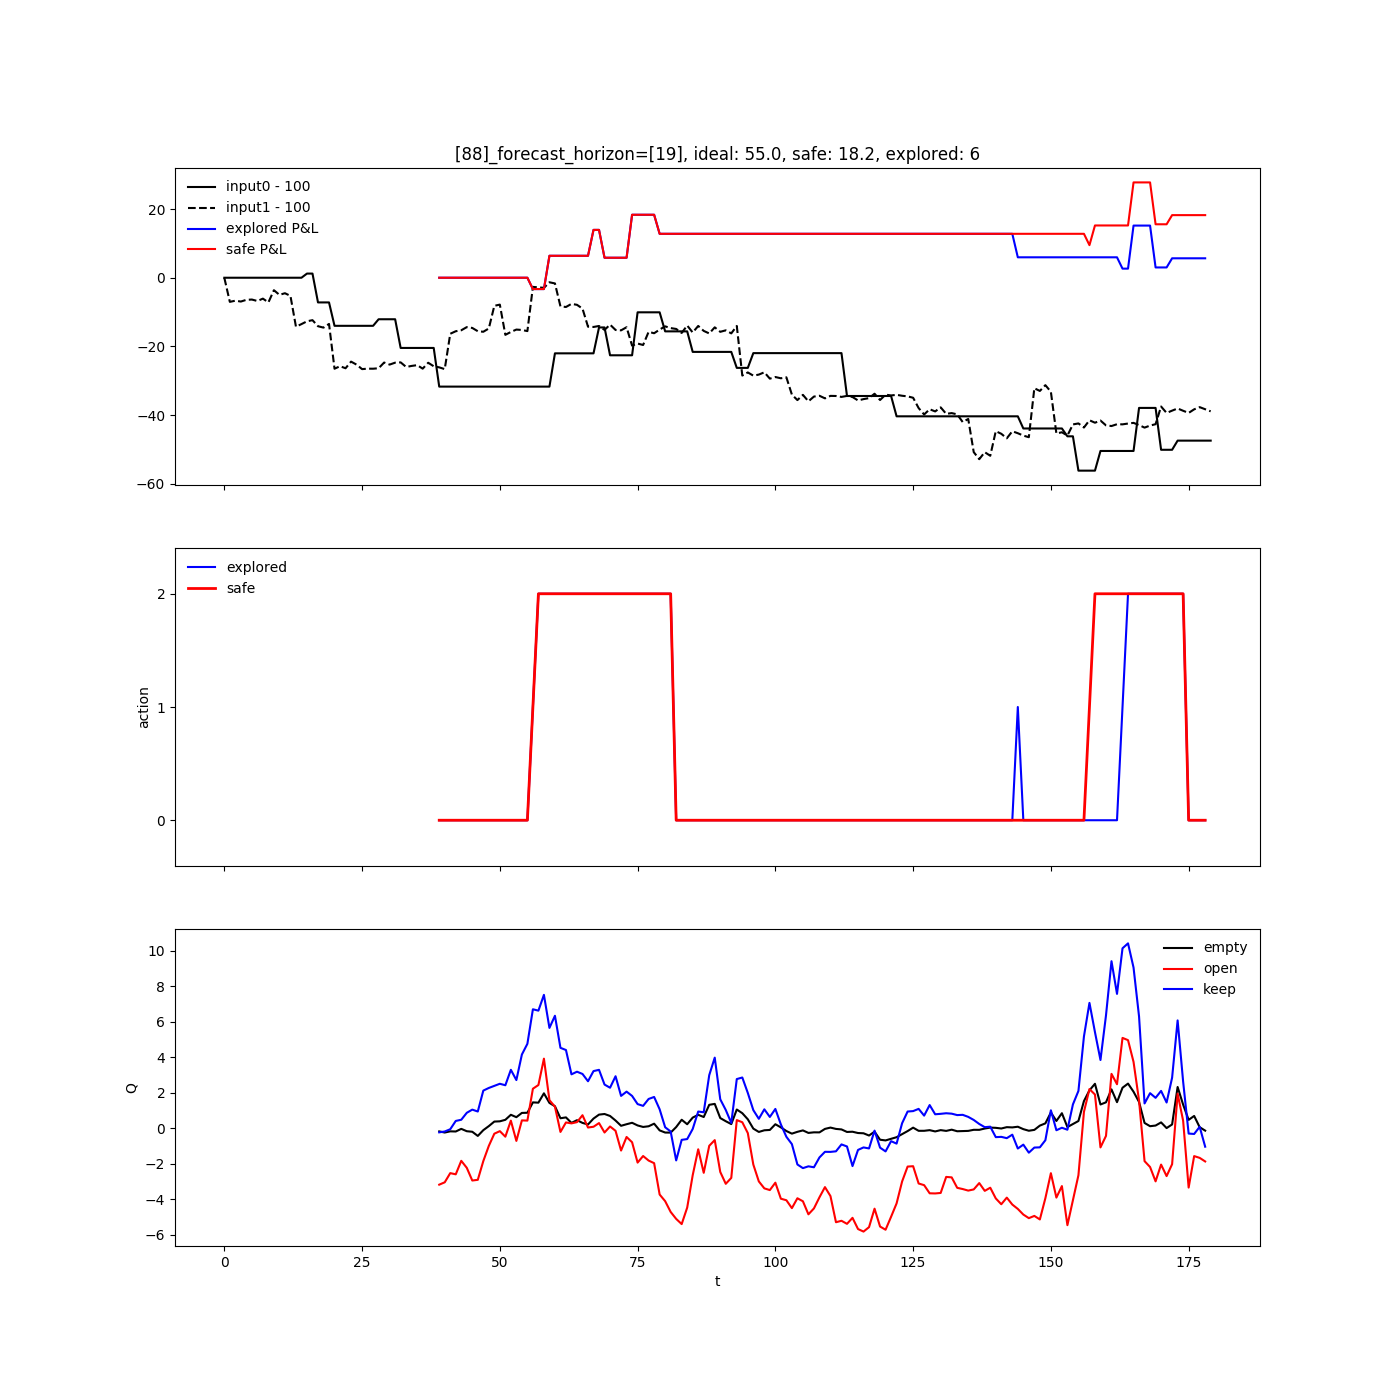 [88]_forecast_horizon=[19], ideal: 55.0, safe: 18.2, explored: 6
input0 - 100
input1 - 100
explored P&L
safe P&L
20
0
−20
−40
−60
explored
safe
2
1
0
action
empty
open
keep
10
8
6
4
2
0
−2
−4
−6
Q
0 25 50 75 100 125 150 175
t